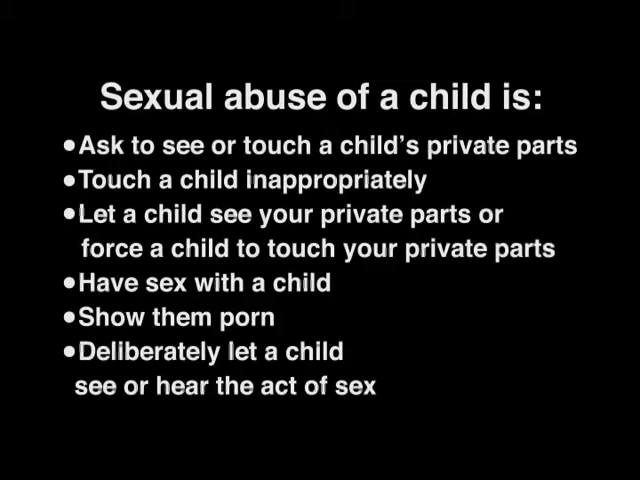 Sexual abuse of a child is:
•Ask to see or touch a child's private parts
•Touch a child inappropriately
•Let a child see your private parts or
force a child to touch your private parts
•Have sex with a child
•Show them porn
•Deliberately let a child
see or hear the act of sex